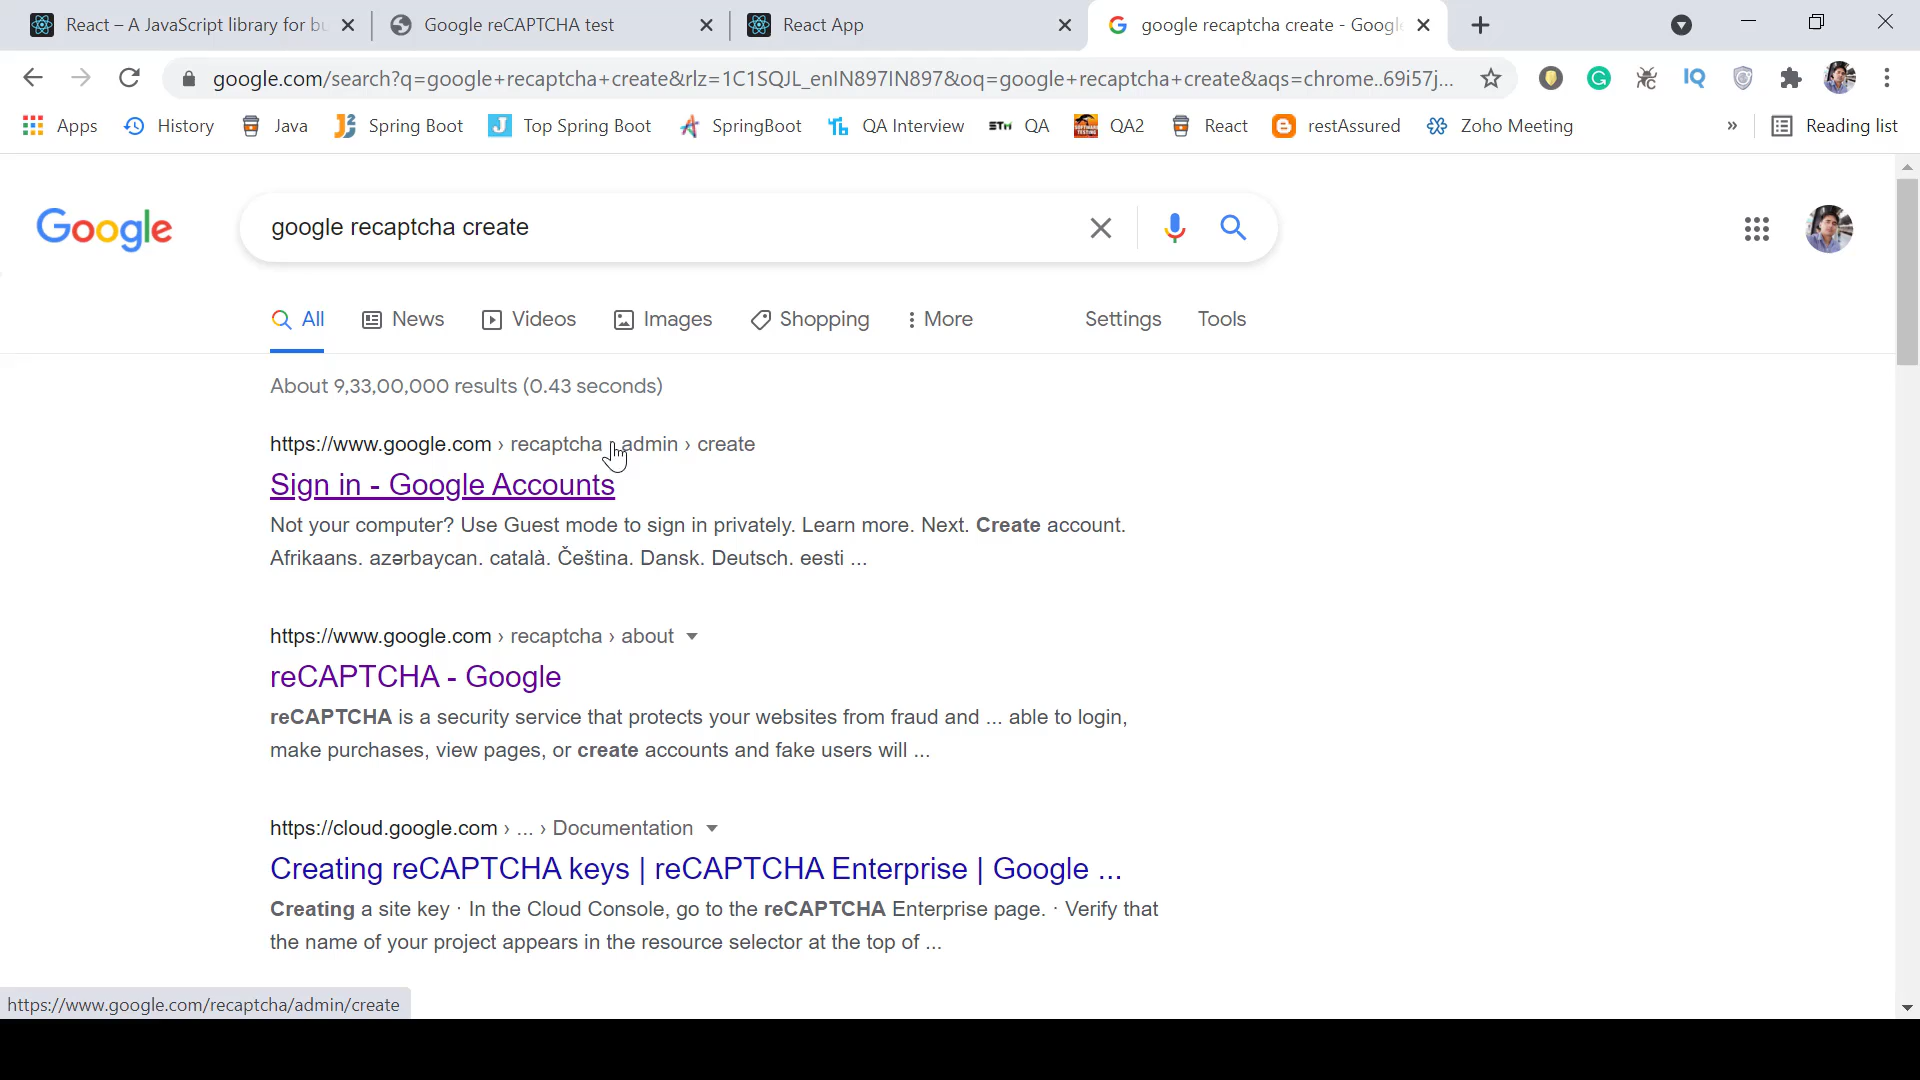 React – A JavaScript library for bu
Google reCAPTCHA test
React App
google recaptcha create - Googl
google.com/search?q=google+recaptcha+create&rlz=1C1SQJL_enIN897IN897&oq=google+recaptcha+create&aqs=chrome..69i57j...
Apps
History
Java
Spring Boot
Top Spring Boot
SpringBoot
QA Interview
STH QA
QA2
React
restAssured
Zoho Meeting
»
Reading list
Google
google recaptcha create
All
News
Videos
Images
Shopping
More
Settings
Tools
About 9,33,00,000 results (0.43 seconds)
https://www.google.com › recaptcha › admin › create
Sign in - Google Accounts
Not your computer? Use Guest mode to sign in privately. Learn more. Next. Create account.
Afrikaans. azərbaycan. català. Čeština. Dansk. Deutsch. eesti ...
https://www.google.com › recaptcha › about
reCAPTCHA - Google
reCAPTCHA is a security service that protects your websites from fraud and ... able to login,
make purchases, view pages, or create accounts and fake users will ...
https://cloud.google.com › ... › Documentation
Creating reCAPTCHA keys | reCAPTCHA Enterprise | Google ...
Creating a site key · In the Cloud Console, go to the reCAPTCHA Enterprise page. · Verify that
the name of your project appears in the resource selector at the top of ...
https://www.google.com/recaptcha/admin/create